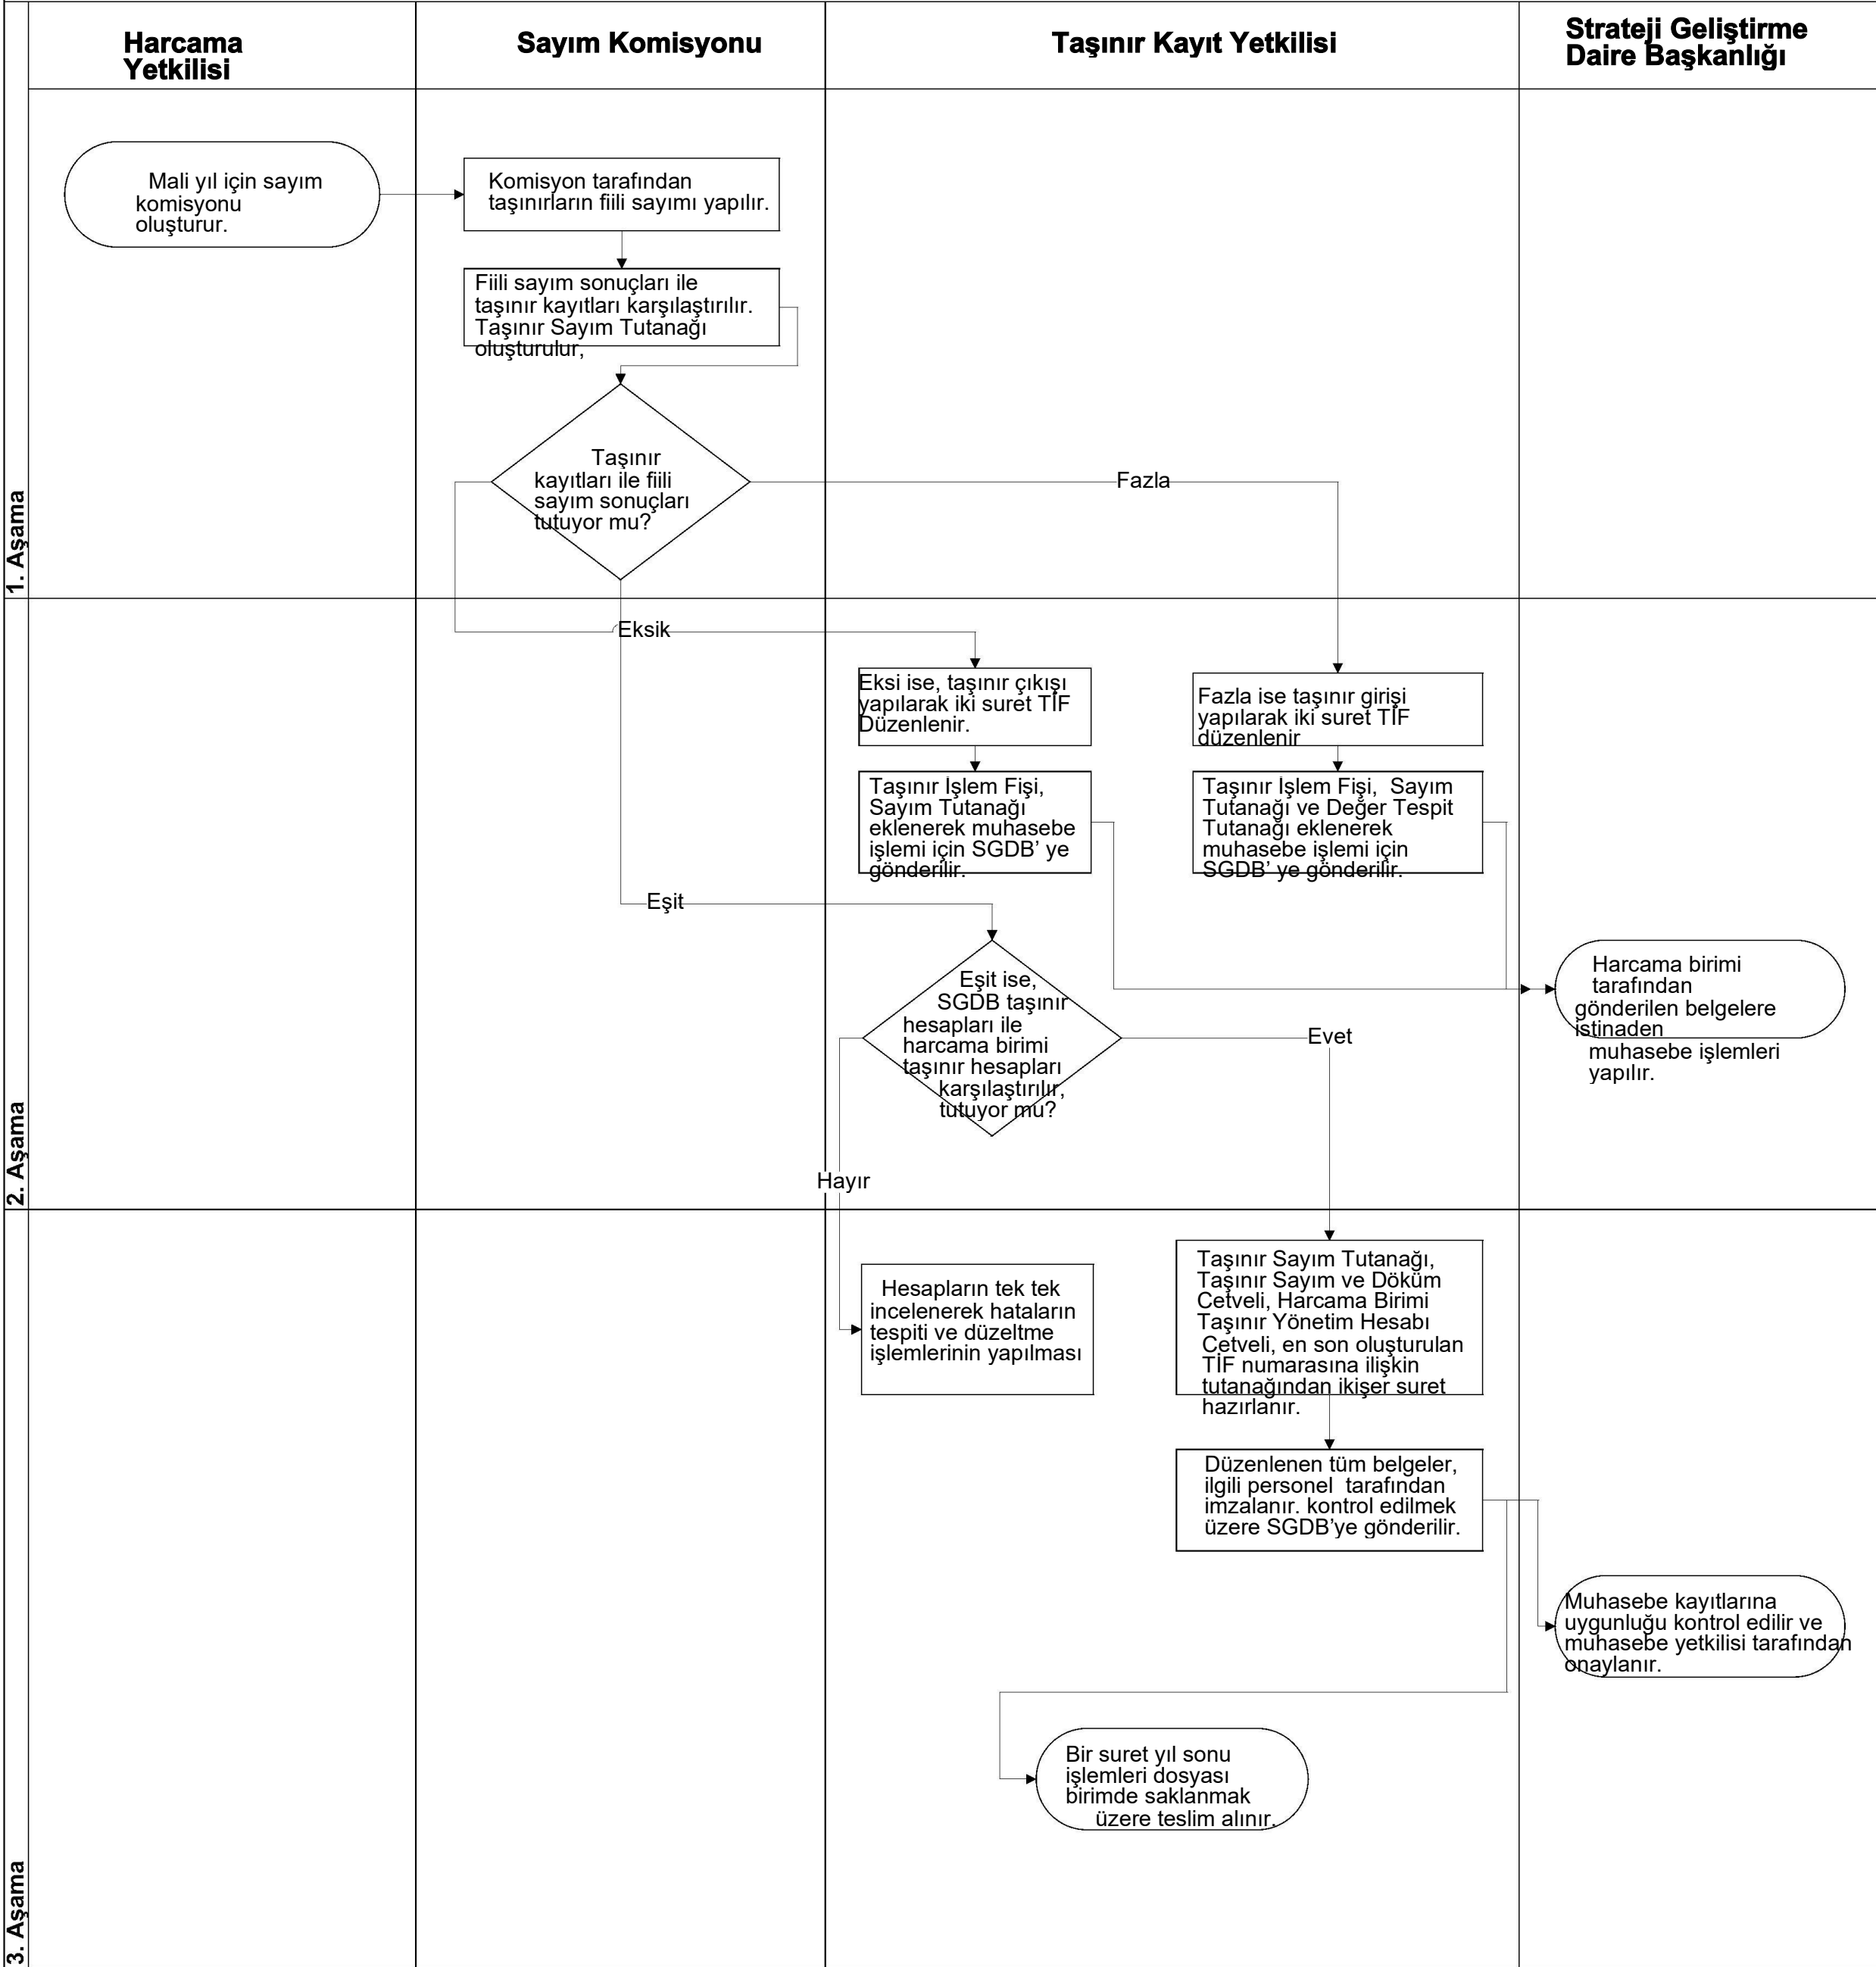 Harcama
Yetkilisi
Sayım Komisyonu
Taşınır Kayıt Yetkilisi
Strateji Geliştirme
Daire Başkanlığı
1. Aşama
Mali yıl için sayım
komisyonu
oluşturur.
Komisyon tarafından
taşınırların fiili sayımı yapılır.
Fiili sayım sonuçları ile
taşınır kayıtları karşılaştırılır.
Taşınır Sayım Tutanağı
oluşturulur,
Taşınır
kayıtları ile fiili
sayım sonuçları
tutuyor mu?
Fazla
2. Aşama
Eksik
Eksi ise, taşınır çıkışı
yapılarak iki suret TİF
Düzenlenir.
Fazla ise taşınır girişi
yapılarak iki suret TİF
düzenlenir
Taşınır İşlem Fişi,
Sayım Tutanağı
eklenerek muhasebe
işlemi için SGDB’ ye
gönderilir.
Taşınır İşlem Fişi,  Sayım
Tutanağı ve Değer Tespit
Tutanağı eklenerek
muhasebe işlemi için
SGDB’ ye gönderilir.
Eşit
Eşit ise,
SGDB taşınır
hesapları ile
harcama birimi
taşınır hesapları
karşılaştırılır,
tutuyor mu?
Evet
Harcama birimi
tarafından
gönderilen belgelere
istinaden
muhasebe işlemleri
yapılır.
Hayır
3. Aşama
Hesapların tek tek
incelenerek hataların
tespiti ve düzeltme
işlemlerinin yapılması
Taşınır Sayım Tutanağı,
Taşınır Sayım ve Döküm
Cetveli, Harcama Birimi
Taşınır Yönetim Hesabı
Cetveli, en son oluşturulan
TİF numarasına ilişkin
tutanağından ikişer suret
hazırlanır.
Düzenlenen tüm belgeler,
ilgili personel  tarafından
imzalanır. kontrol edilmek
üzere SGDB’ye gönderilir.
Muhasebe kayıtlarına
uygunluğu kontrol edilir ve
muhasebe yetkilisi tarafından
onaylanır.
Bir suret yıl sonu
işlemleri dosyası
birimde saklanmak
üzere teslim alınır.